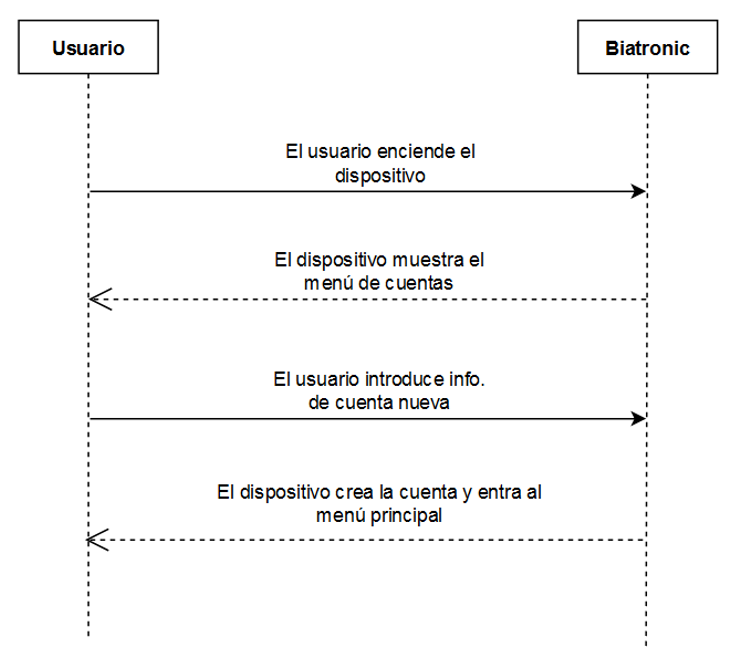 Usuario
Biatronic
El usuario enciende el
dispositivo
El dispositivo muestra el
menú de cuentas
El usuario introduce info.
de cuenta nueva
El dispositivo crea la cuenta y entra al
menú principal